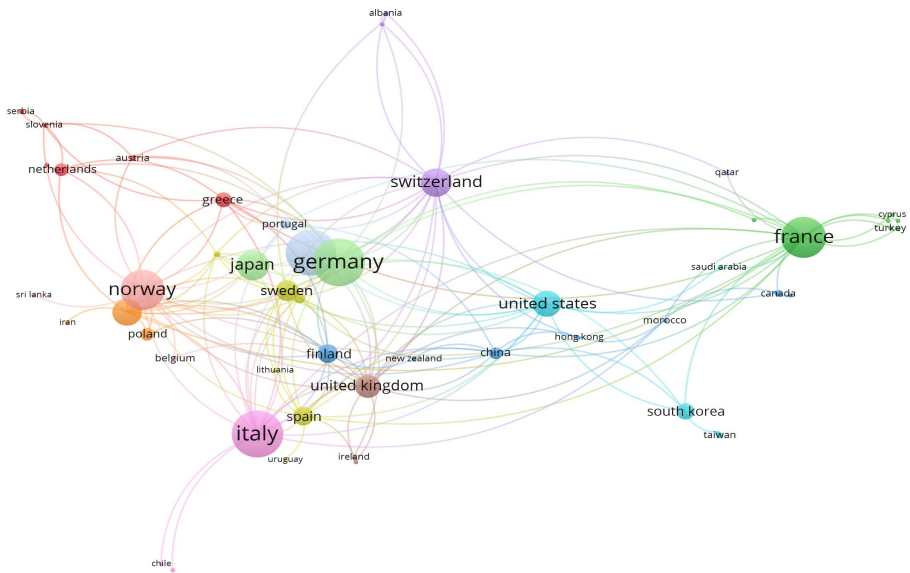 albania
serbia
slovenia
austria
netherlands
qatar
switzerland
greece
cyprus
portugal
turkey
france
germany
japan
saudi arabia
norway
sweden
sri lanka
canada
united states
iran
morocco
poland
hong kong
belgium
finland
new zealand
china
lithuania
united kingdom
south korea
spain
italy
taiwan
ireland
uruguay
chile